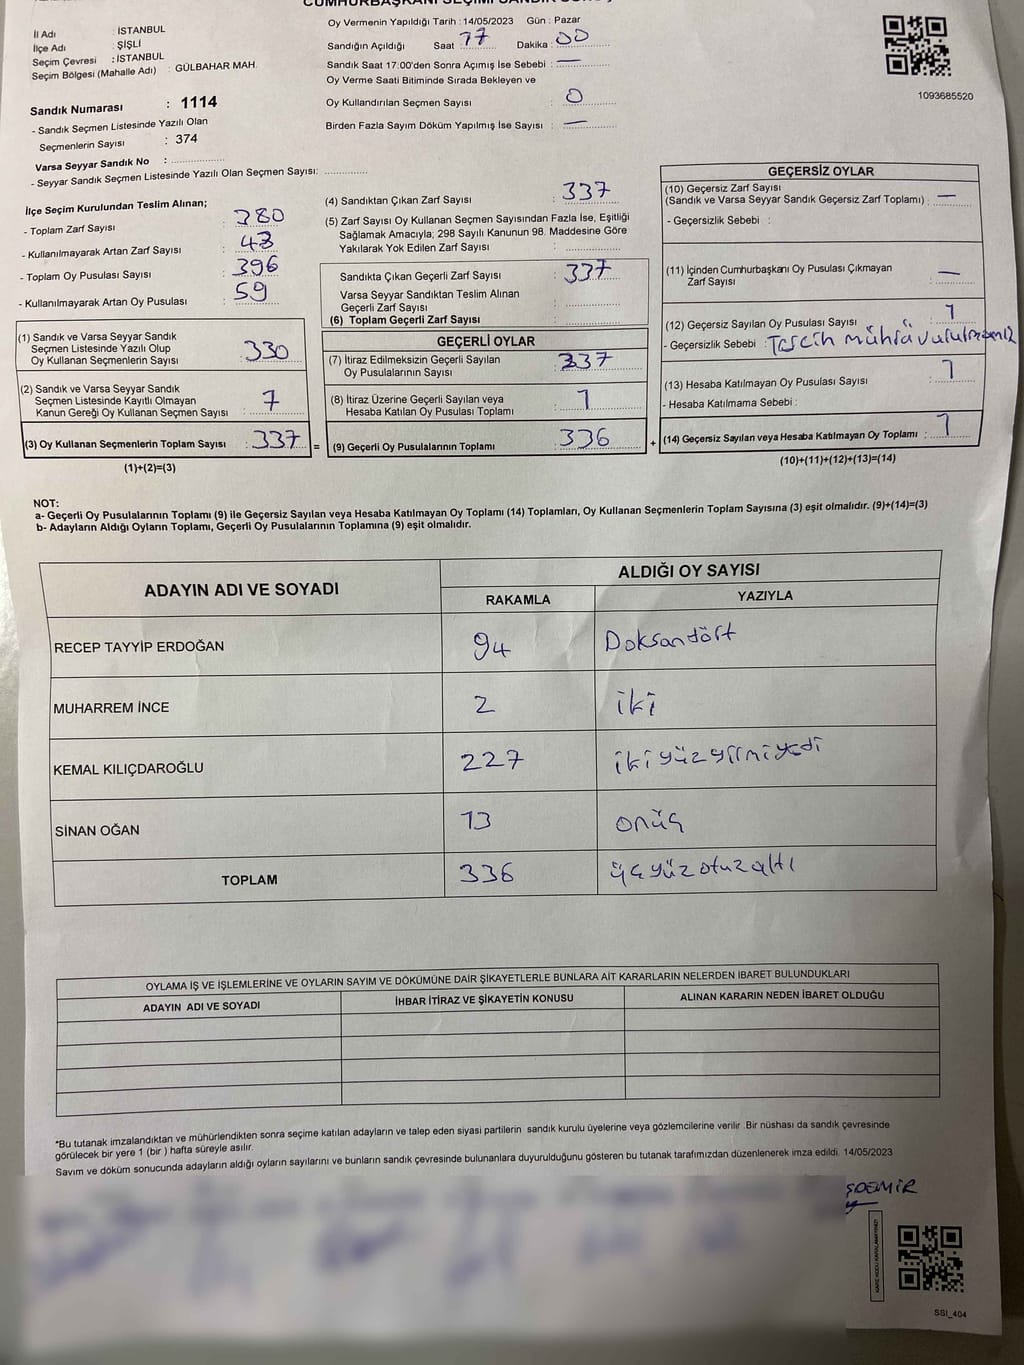 İl Adı : İSTANBUL
İlçe Adı : ŞİŞLİ
Seçim Çevresi : İSTANBUL
Seçim Bölgesi (Mahalle Adı) : GÜLBAHAR MAH.
Sandık Numarası : 1114
- Sandık Seçmen Listesinde Yazılı Olan
Seçmenlerin Sayısı : 374
Varsa Seyyar Sandık No :
- Seyyar Sandık Seçmen Listesinde Yazılı Olan Seçmen Sayısı:
Oy Vermenin Yapıldığı Tarih : 14/05/2023 Gün : Pazar
Sandığın Açıldığı Saat 17 Dakika : 00
Sandık Saat 17:00'den Sonra Açımış İse Sebebi : —
Oy Verme Saati Bitiminde Sırada Bekleyen ve
Oy Kullandırılan Seçmen Sayısı : 0
Birden Fazla Sayım Döküm Yapılmış İse Sayısı : —
1093685520
İlçe Seçim Kurulundan Teslim Alınan;
- Toplam Zarf Sayısı : 380
- Kullanılmayarak Artan Zarf Sayısı : 43
- Toplam Oy Pusulası Sayısı : 396
- Kullanılmayarak Artan Oy Pusulası : 59
(1) Sandık ve Varsa Seyyar Sandık
Seçmen Listesinde Yazılı Olup
Oy Kullanan Seçmenlerin Sayısı : 330
(2) Sandık ve Varsa Seyyar Sandık
Seçmen Listesinde Kayıtlı Olmayan
Kanun Gereği Oy Kullanan Seçmen Sayısı : 7
(3) Oy Kullanan Seçmenlerin Toplam Sayısı : 337 =
(1)+(2)=(3)
(4) Sandıktan Çıkan Zarf Sayısı : 337
(5) Zarf Sayısı Oy Kullanan Seçmen Sayısından Fazla İse, Eşitliği
Sağlamak Amacıyla; 298 Sayılı Kanunun 98. Maddesine Göre
Yakılarak Yok Edilen Zarf Sayısı :
Sandıkta Çıkan Geçerli Zarf Sayısı : 337
Varsa Seyyar Sandıktan Teslim Alınan
Geçerli Zarf Sayısı :
(6) Toplam Geçerli Zarf Sayısı :
GEÇERLİ OYLAR
(7) İtiraz Edilmeksizin Geçerli Sayılan
Oy Pusulalarının Sayısı : 337
(8) İtiraz Üzerine Geçerli Sayılan veya
Hesaba Katılan Oy Pusulası Toplamı : 1
(9) Geçerli Oy Pusulalarının Toplamı : 336 +
GEÇERSİZ OYLAR
(10) Geçersiz Zarf Sayısı
(Sandık ve Varsa Seyyar Sandık Geçersiz Zarf Toplamı) : —
- Geçersizlik Sebebi :
(11) İçinden Cumhurbaşkanı Oy Pusulası Çıkmayan
Zarf Sayısı : —
(12) Geçersiz Sayılan Oy Pusulası Sayısı : 1
- Geçersizlik Sebebi : Tercih mührü
(13) Hesaba Katılmayan Oy Pusulası Sayısı : 1
- Hesaba Katılmama Sebebi :
(14) Geçersiz Sayılan veya Hesaba Katılmayan Oy Toplamı : 1
(10)+(11)+(12)+(13)=(14)
NOT:
a- Geçerli Oy Pusulalarının Toplamı (9) ile Geçersiz Sayılan veya Hesaba Katılmayan Oy Toplamı (14) Toplamları, Oy Kullanan Seçmenlerin Toplam Sayısına (3) eşit olmalıdır. (9)+(14)=(3)
b- Adayların Aldığı Oyların Toplamı, Geçerli Oy Pusulalarının Toplamına (9) eşit olmalıdır.
ADAYIN ADI VE SOYADI ALDIĞI OY SAYISI
RAKAMLA YAZIYLA
RECEP TAYYİP ERDOĞAN 94 Doksandört
MUHARREM İNCE 2 iki
KEMAL KILIÇDAROĞLU 227 ikiyüzyirmiyedi
SİNAN OĞAN 13 onüç
TOPLAM 336 üçyüzotuzaltı
OYLAMA İŞ VE İŞLEMLERİNE VE OYLARIN SAYIM VE DÖKÜMÜNE DAİR ŞİKAYETLERLE BUNLARA AİT KARARLARIN NELERDEN İBARET BULUNDUKLARI
ADAYIN ADI VE SOYADI İHBAR İTİRAZ VE ŞİKAYETİN KONUSU ALINAN KARARIN NEDEN İBARET OLDUĞU
*Bu tutanak imzalandıktan ve mühürlendikten sonra seçime katılan adayların ve talep eden siyasi partilerin sandık kurulu üyelerine veya gözlemcilerine verilir .Bir nüshası da sandık çevresinde
görülecek bir yere 1 (bir ) hafta süreyle asılır.
Sayım ve döküm sonucunda adayların aldığı oyların sayılarını ve bunların sandık çevresinde bulunanlara duyurulduğunu gösteren bu tutanak tarafımızdan düzenlenerek imza edildi. 14/05/2023
ŞDEMİR
SSI_404